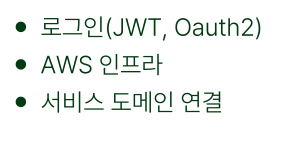 • 로그인(JWT, Oauth2)
• AWS 인프라
• 서비스 도메인 연결